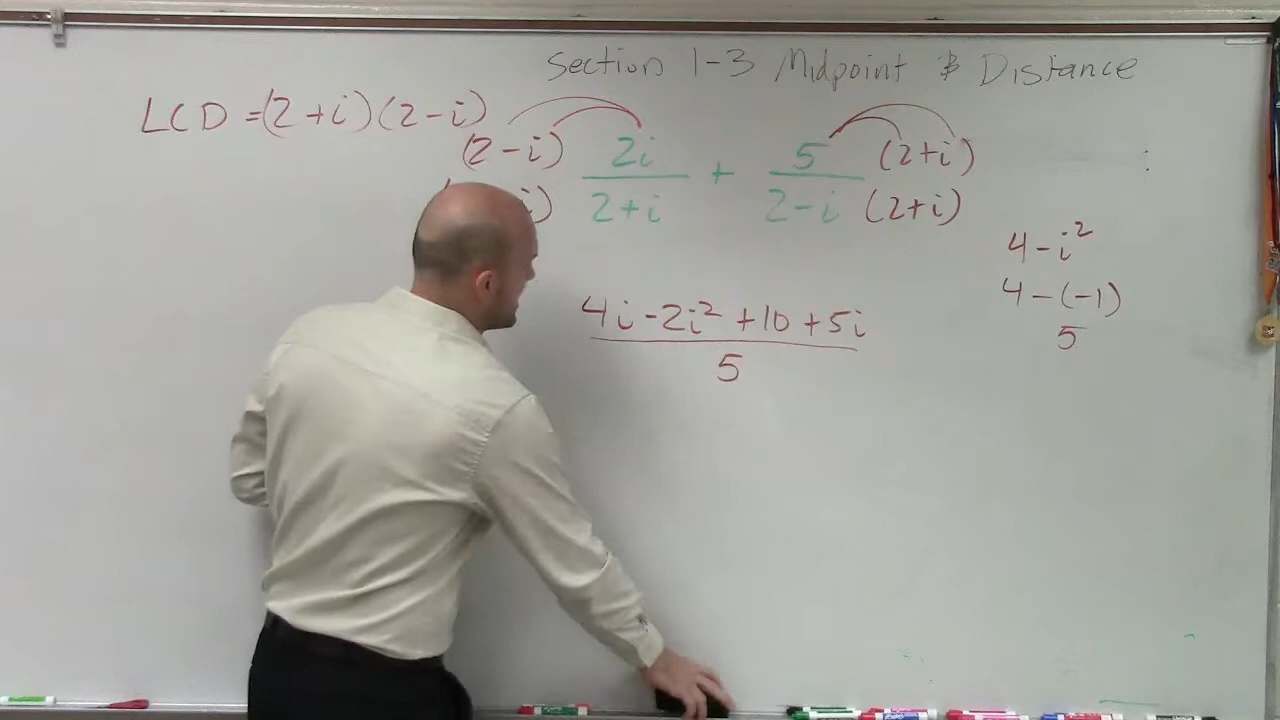 Section 1-3 Midpoint & Distance
LCD =(2+i)(2-i)
(2-i) 2i + 5 (2+i)
i) 2+i 2-i (2+i)
4-i²
4-(-1)
5
4i -2i² +10 +5i
5